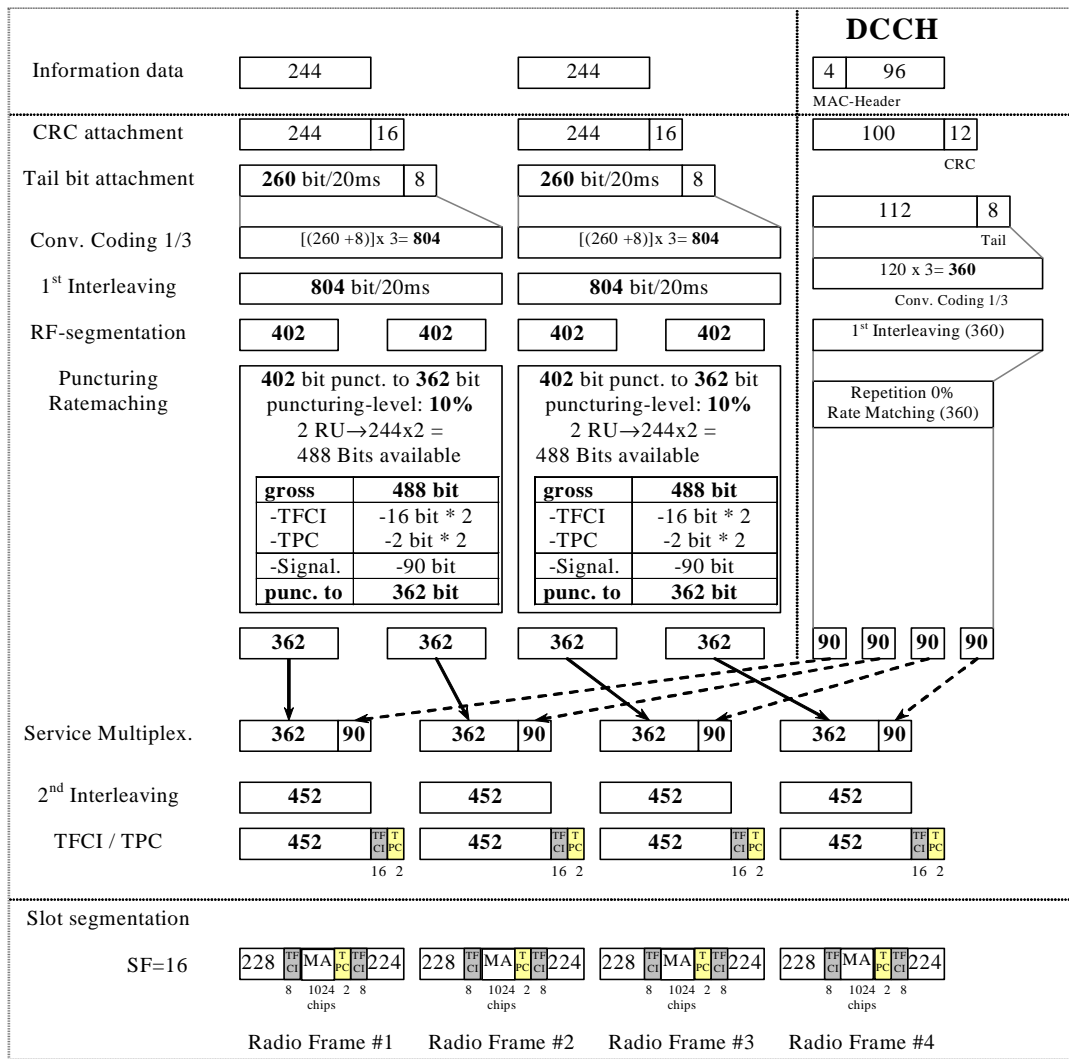 DCCH
Information data 244 244 4 96
MAC-Header
CRC attachment 244 16 244 16 100 12
CRC
Tail bit attachment 260 bit/20ms 8 260 bit/20ms 8
112 8
Tail
Conv. Coding 1/3 [(260 +8)]x 3= 804 [(260 +8)]x 3= 804
120 x 3= 360
Conv. Coding 1/3
1st Interleaving 804 bit/20ms 804 bit/20ms
RF-segmentation 402 402 402 402 1st Interleaving (360)
Puncturing
Ratemaching
402 bit punct. to 362 bit
puncturing-level: 10%
2 RU→244x2 =
488 Bits available
gross 488 bit
-TFCI -16 bit * 2
-TPC -2 bit * 2
-Signal. -90 bit
punc. to 362 bit
402 bit punct. to 362 bit
puncturing-level: 10%
2 RU→244x2 =
488 Bits available
gross 488 bit
-TFCI -16 bit * 2
-TPC -2 bit * 2
-Signal. -90 bit
punc. to 362 bit
Repetition 0%
Rate Matching (360)
362 362 362 362 90 90 90 90
Service Multiplex. 362 90 362 90 362 90 362 90
2nd Interleaving 452 452 452 452
TFCI / TPC 452 TF CI T PC 452 TF CI T PC 452 TF CI T PC 452 TF CI T PC
16 2 16 2 16 2 16 2
Slot segmentation
SF=16 228 TF CI MA T PC TF CI 224 228 TF CI MA T PC TF CI 224 228 TF CI MA T PC TF CI 224 228 TF CI MA T PC TF CI 224
8 1024 2 8 8 1024 2 8 8 1024 2 8 8 1024 2 8
chips chips chips chips
Radio Frame #1 Radio Frame #2 Radio Frame #3 Radio Frame #4